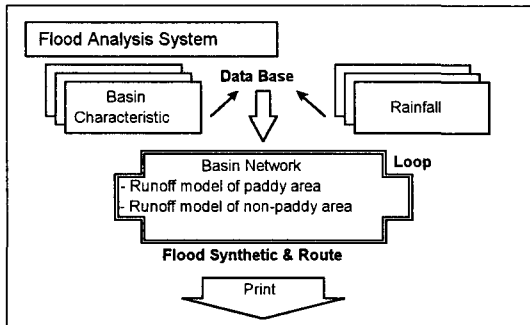 Flood Analysis System
Data Base
Basin
Characteristic
Rainfall
Basin Network
Loop
- Runoff model of paddy area
- Runoff model of non-paddy area
Flood Synthetic & Route
Print